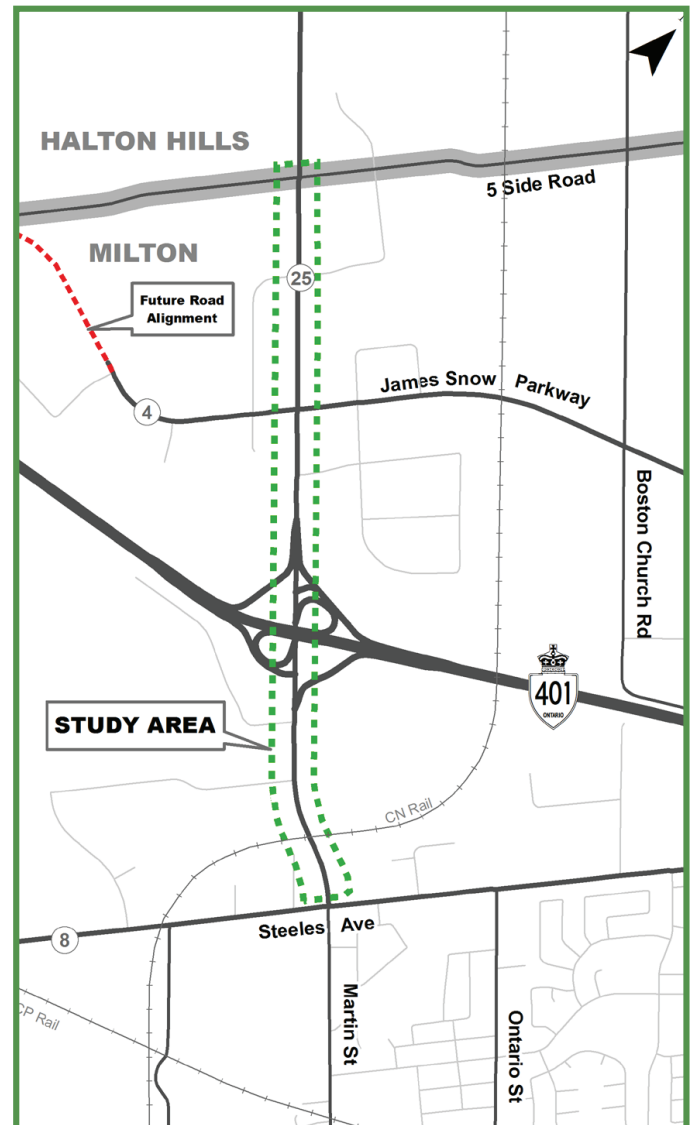 HALTON HILLS
5 Side Road
MILTON
25
Future Road
Alignment
James Snow Parkway
4
Boston Church Rd
401
ONTARIO
STUDY AREA
CN Rail
Steeles Ave
8
CP Rail
Martin St
Ontario St